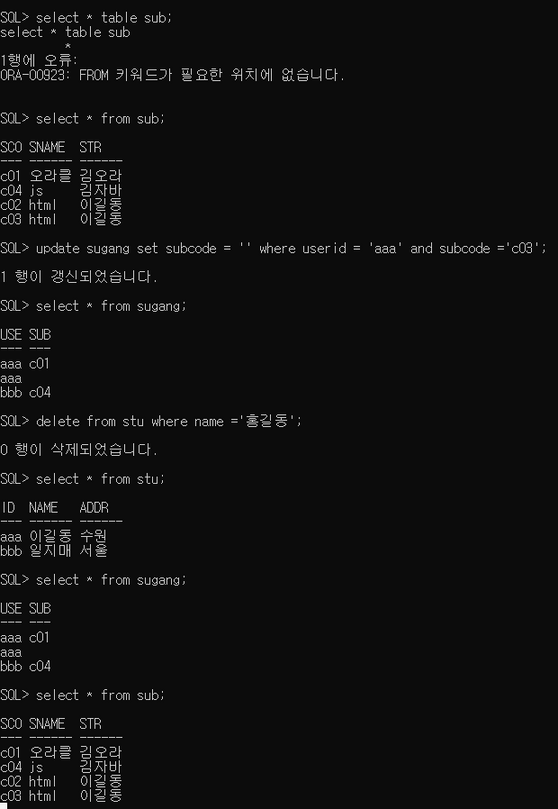 SQL> select * table sub;
select * table sub
         *
1행에 오류:
ORA-00923: FROM 키워드가 필요한 위치에 없습니다.
SQL> select * from sub;
SCO SNAME  STR
--- ------ ------
c01 오라클 김오라
c04 js     김자바
c02 html   이길동
c03 html   이길동
SQL> update sugang set subcode = '' where userid = 'aaa' and subcode ='c03';
1 행이 갱신되었습니다.
SQL> select * from sugang;
USE SUB
--- ---
aaa c01
aaa
bbb c04
SQL> delete from stu where name ='홍길동';
0 행이 삭제되었습니다.
SQL> select * from stu;
ID  NAME   ADDR
--- ------ ------
aaa 이길동 수원
bbb 일지매 서울
SQL> select * from sugang;
USE SUB
--- ---
aaa c01
aaa
bbb c04
SQL> select * from sub;
SCO SNAME  STR
--- ------ ------
c01 오라클 김오라
c04 js     김자바
c02 html   이길동
c03 html   이길동